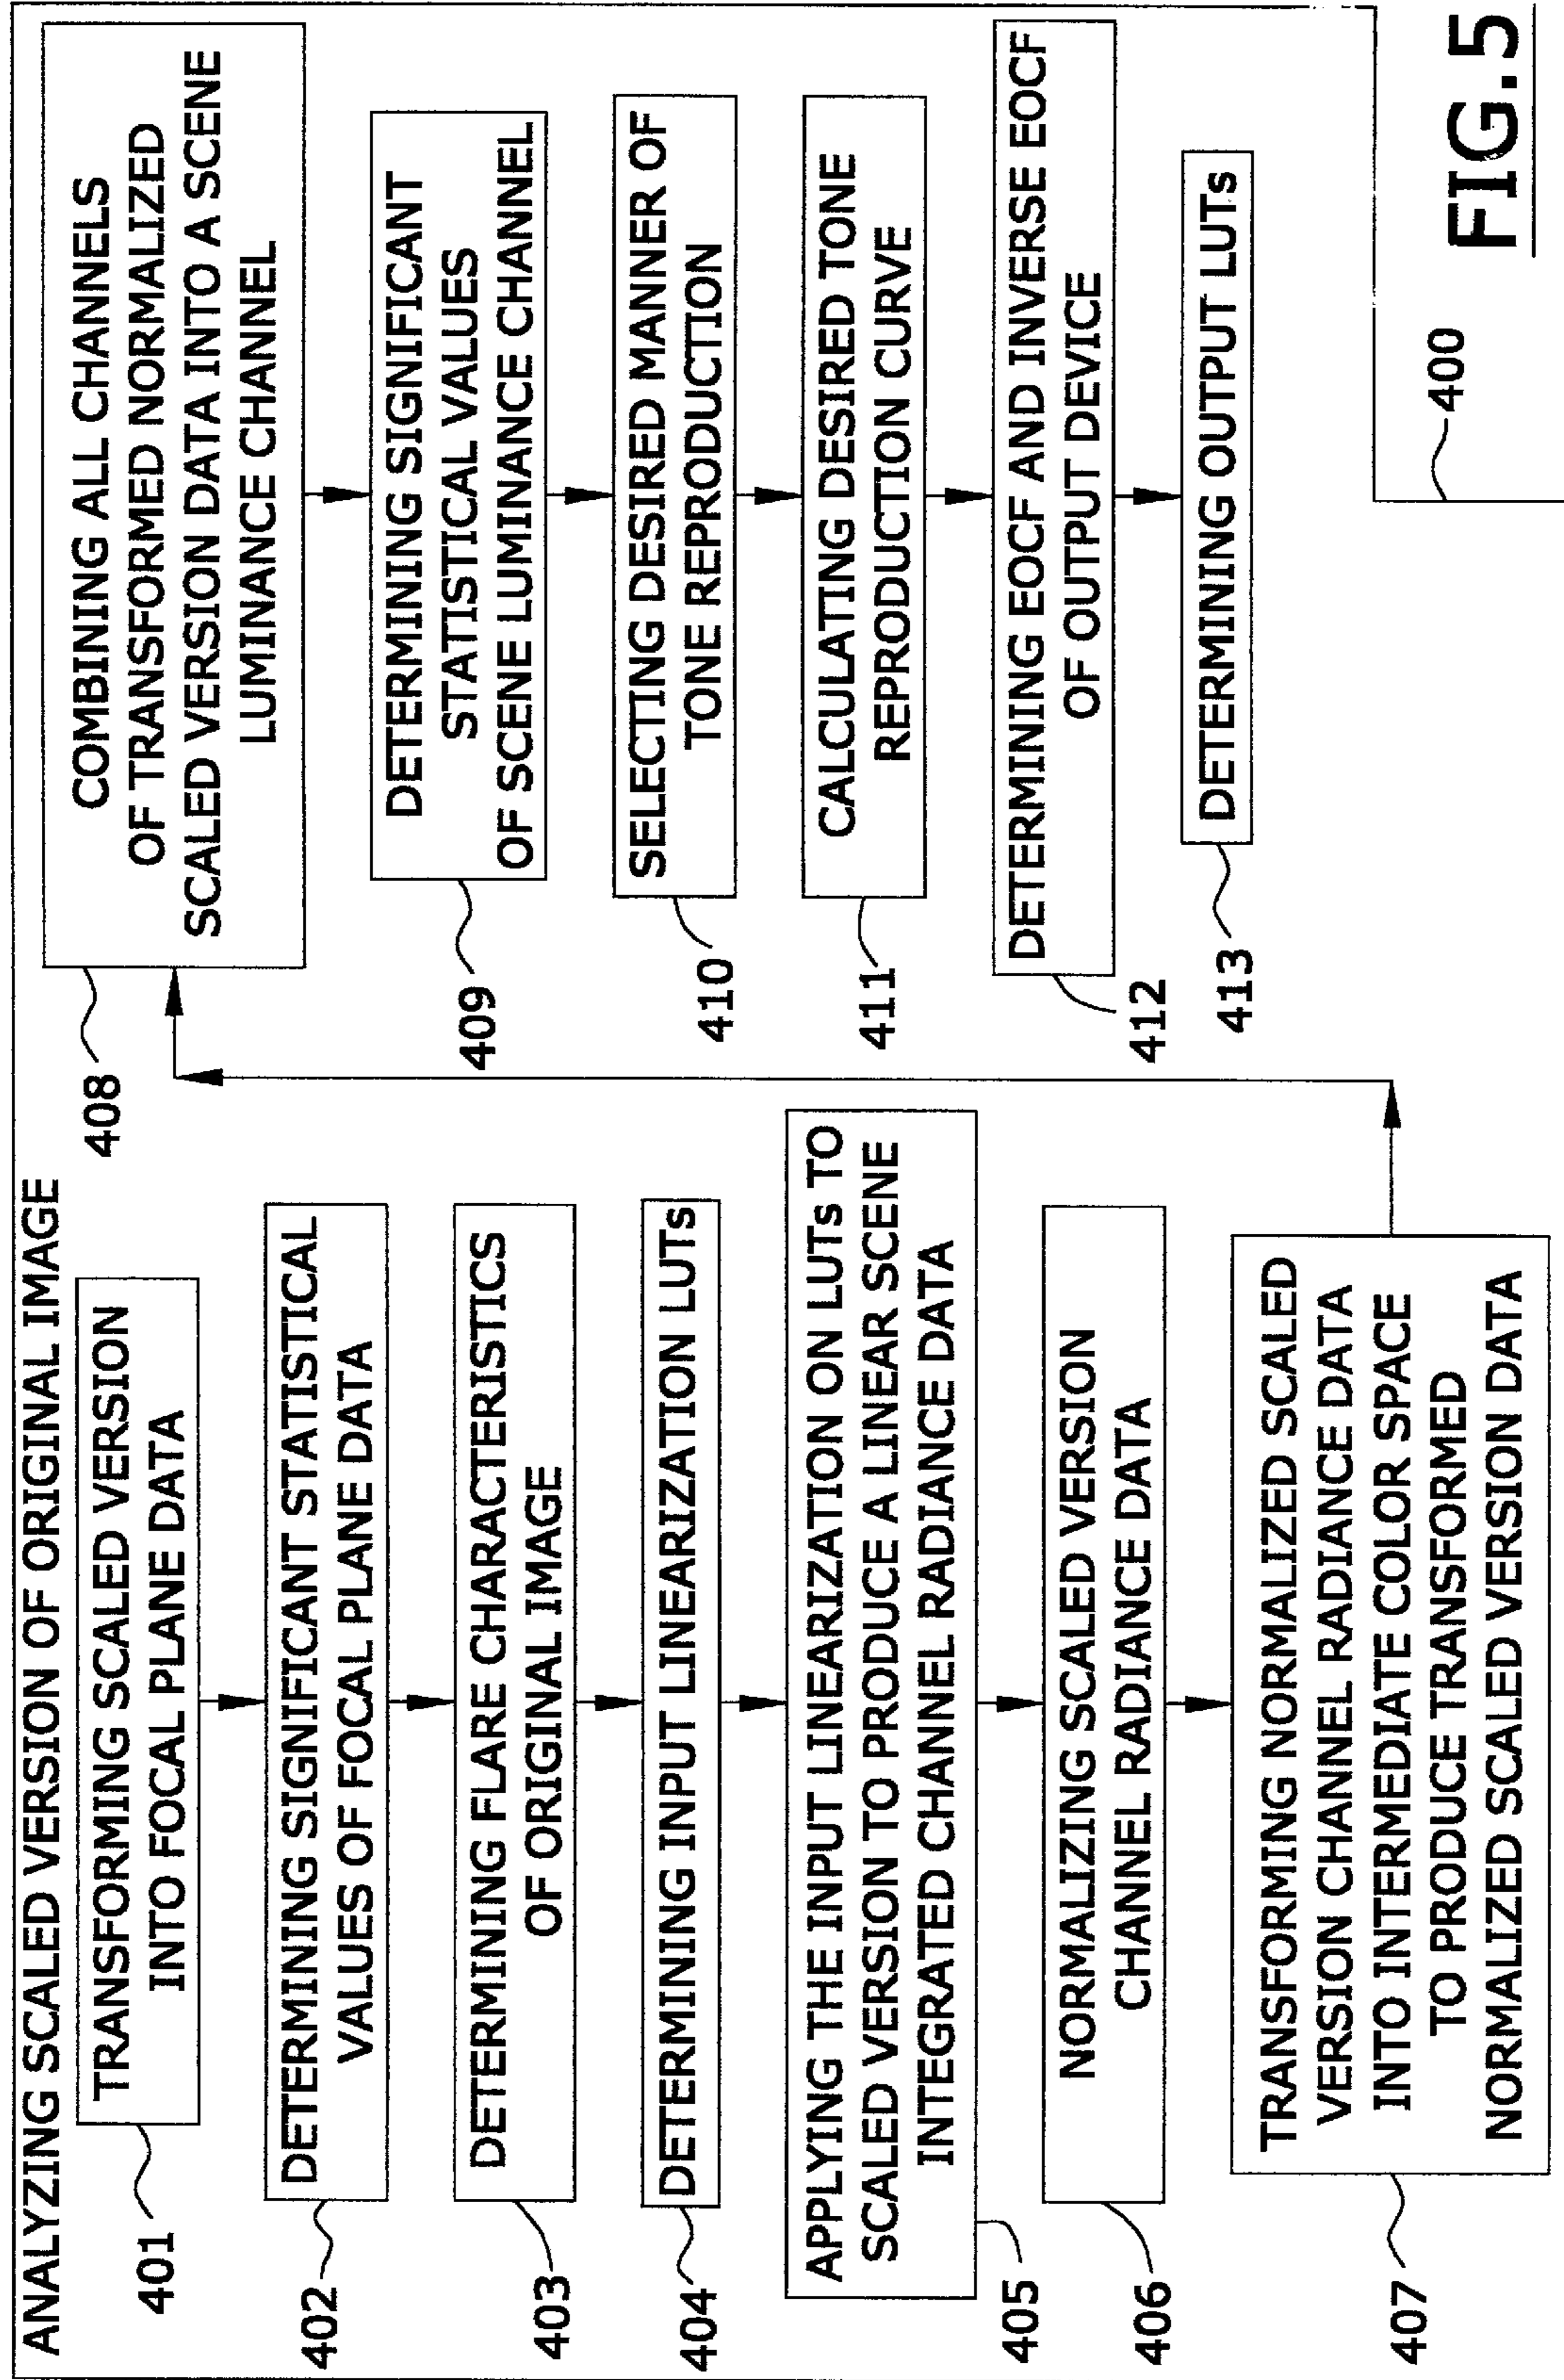 ANALYZING SCALED VERSION OF ORIGINAL IMAGE
TRANSFORMING SCALED VERSION
INTO FOCAL PLANE DATA
401
DETERMINING SIGNIFICANT STATISTICAL
VALUES OF FOCAL PLANE DATA
402
DETERMINING FLARE CHARACTERISTICS
OF ORIGINAL IMAGE
403
DETERMINING INPUT LINEARIZATION LUTs
404
APPLYING THE INPUT LINEARIZATION ON LUTs TO
SCALED VERSION TO PRODUCE A LINEAR SCENE
INTEGRATED CHANNEL RADIANCE DATA
405
NORMALIZING SCALED VERSION
CHANNEL RADIANCE DATA
406
TRANSFORMING NORMALIZED SCALED
VERSION CHANNEL RADIANCE DATA
INTO INTERMEDIATE COLOR SPACE
TO PRODUCE TRANSFORMED
NORMALIZED SCALED VERSION DATA
407
COMBINING ALL CHANNELS
OF TRANSFORMED NORMALIZED
SCALED VERSION DATA INTO A SCENE
LUMINANCE CHANNEL
408
DETERMINING SIGNIFICANT
STATISTICAL VALUES
OF SCENE LUMINANCE CHANNEL
409
SELECTING DESIRED MANNER OF
TONE REPRODUCTION
410
CALCULATING DESIRED TONE
REPRODUCTION CURVE
411
DETERMINING EOCF AND INVERSE EOCF
OF OUTPUT DEVICE
412
DETERMINING OUTPUT LUTs
413
400
FIG.5